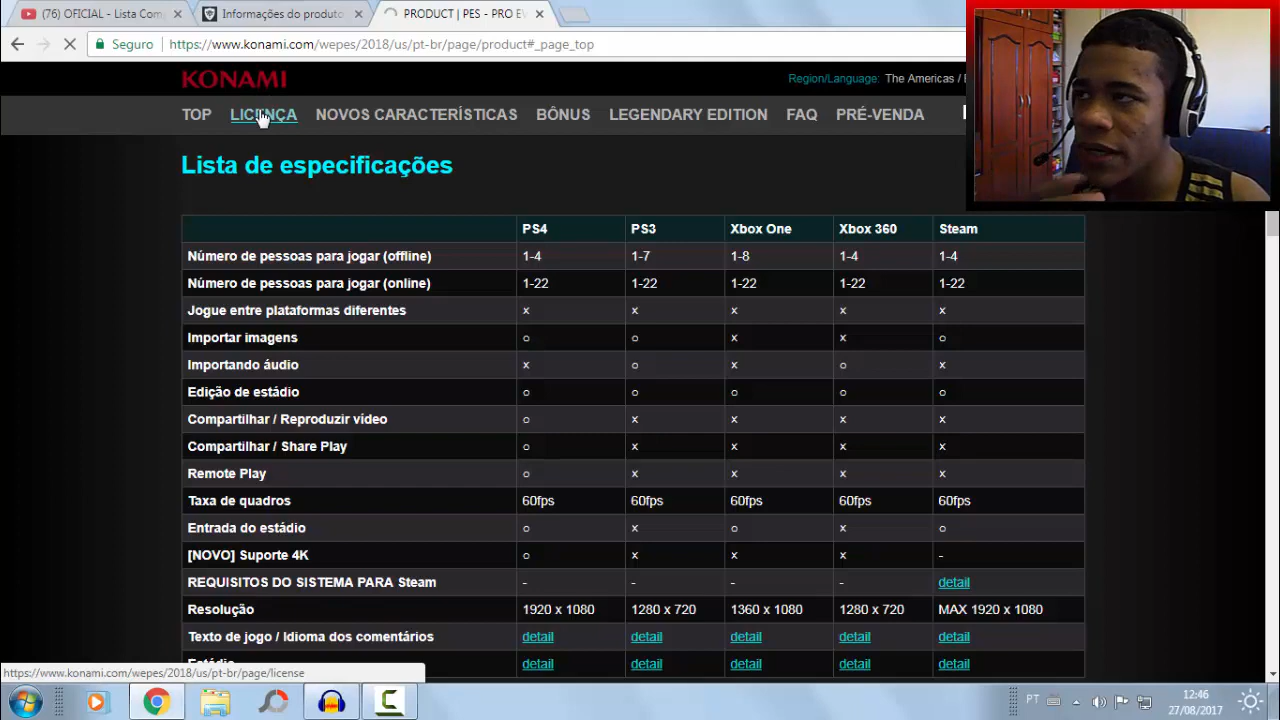 (76) OFICIAL - Lista Com
Informações do produto
PRODUCT | PES - PRO EV
Seguro
https://www.konami.com/wepes/2018/us/pt-br/page/product#_page_top
KONAMI
Region/Language: The Americas /
TOP LICENÇA NOVOS CARACTERÍSTICAS BÔNUS LEGENDARY EDITION FAQ PRÉ-VENDA
Lista de especificações
PS4 PS3 Xbox One Xbox 360 Steam
Número de pessoas para jogar (offline) 1-4 1-7 1-8 1-4 1-4
Número de pessoas para jogar (online) 1-22 1-22 1-22 1-22 1-22
Jogue entre plataformas diferentes x x x x x
Importar imagens ○ ○ x x ○
Importando áudio x ○ x ○ x
Edição de estádio ○ ○ ○ ○ ○
Compartilhar / Reproduzir vídeo ○ x x x x
Compartilhar / Share Play ○ x x x x
Remote Play ○ x x x x
Taxa de quadros 60fps 60fps 60fps 60fps 60fps
Entrada do estádio ○ x ○ x ○
[NOVO] Suporte 4K ○ x x x -
REQUISITOS DO SISTEMA PARA Steam - - - - detail
Resolução 1920 x 1080 1280 x 720 1360 x 1080 1280 x 720 MAX 1920 x 1080
Texto de jogo / Idioma dos comentários detail detail detail detail detail
Estádio detail detail detail detail detail
https://www.konami.com/wepes/2018/us/pt-br/page/license
PT
12:46
27/08/2017